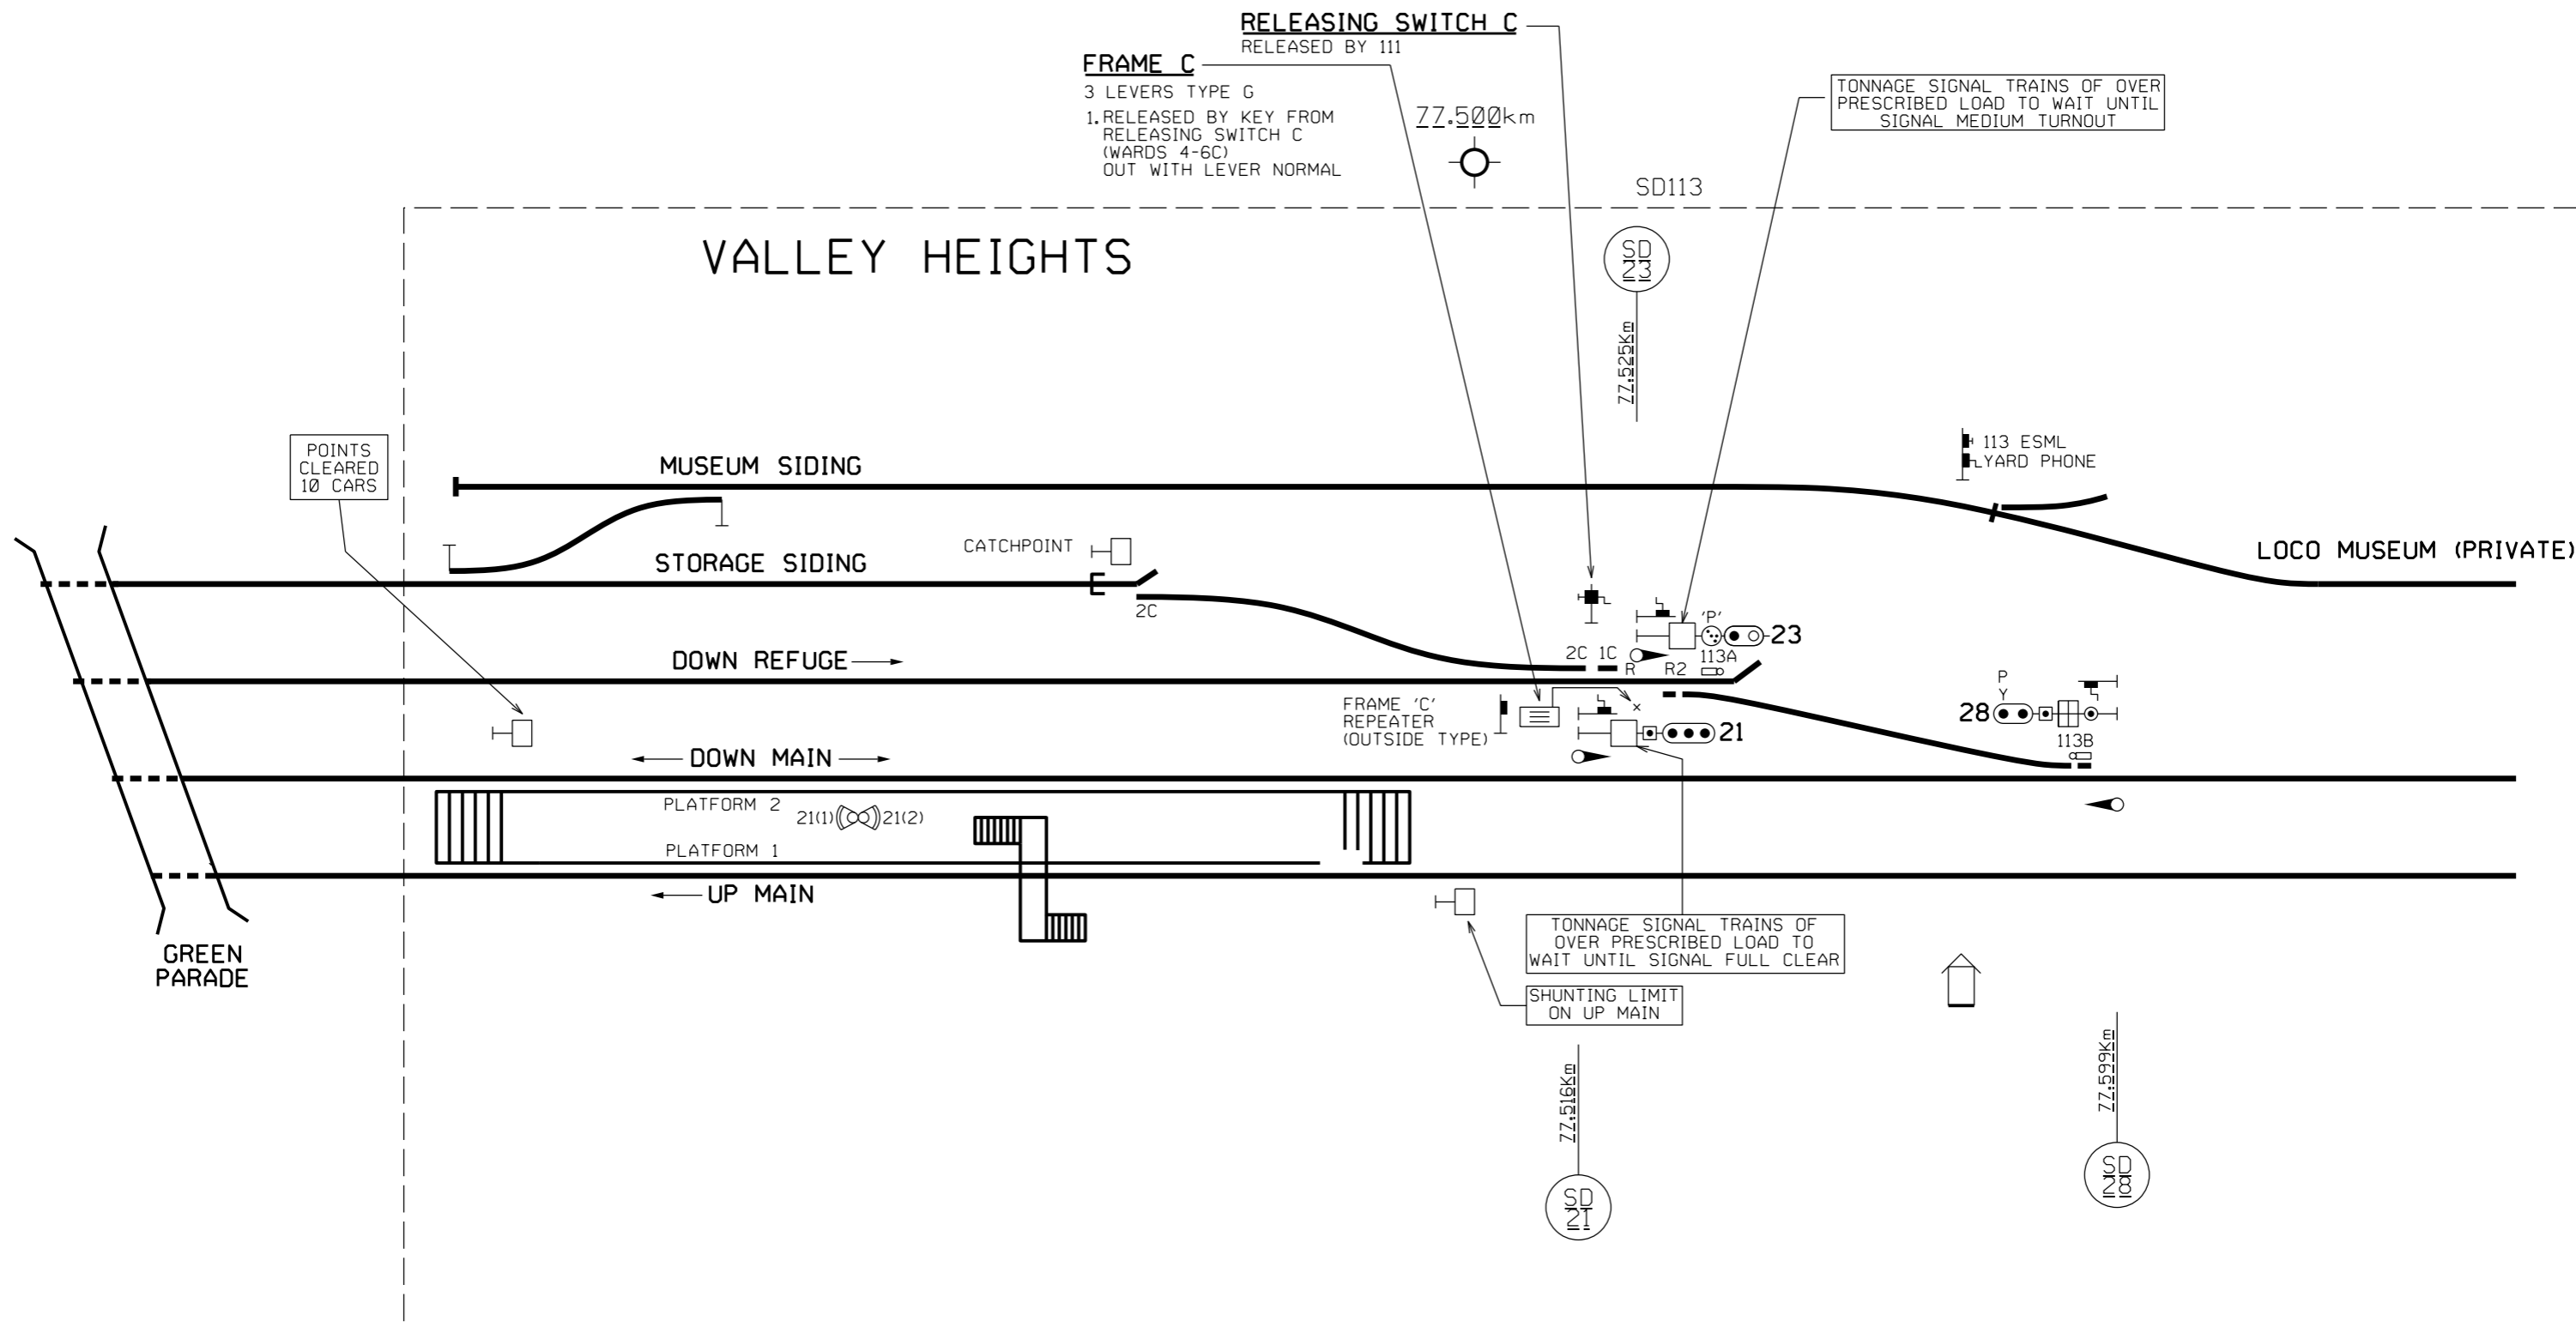 RELEASING SWITCH C
RELEASED BY 111
FRAME C
3 LEVERS TYPE G
1. RELEASED BY KEY FROM
RELEASING SWITCH C
(WARDS 4-6C)
OUT WITH LEVER NORMAL
77.500km
TONNAGE SIGNAL TRAINS OF OVER
PRESCRIBED LOAD TO WAIT UNTIL
SIGNAL MEDIUM TURNOUT
SD113
VALLEY HEIGHTS
SD
23
77.525Km
POINTS
CLEARED
10 CARS
MUSEUM SIDING
113 ESML
YARD PHONE
CATCHPOINT
STORAGE SIDING
LOCO MUSEUM (PRIVATE)
2C
'P'
23
DOWN REFUGE
2C 1C
R
R2
113A
FRAME 'C'
REPEATER
(OUTSIDE TYPE)
21
P
Y
28
113B
DOWN MAIN
PLATFORM 2
21(1)
21(2)
PLATFORM 1
UP MAIN
GREEN
PARADE
TONNAGE SIGNAL TRAINS OF
OVER PRESCRIBED LOAD TO
WAIT UNTIL SIGNAL FULL CLEAR
SHUNTING LIMIT
ON UP MAIN
77.516Km
SD
21
77.599Km
SD
28